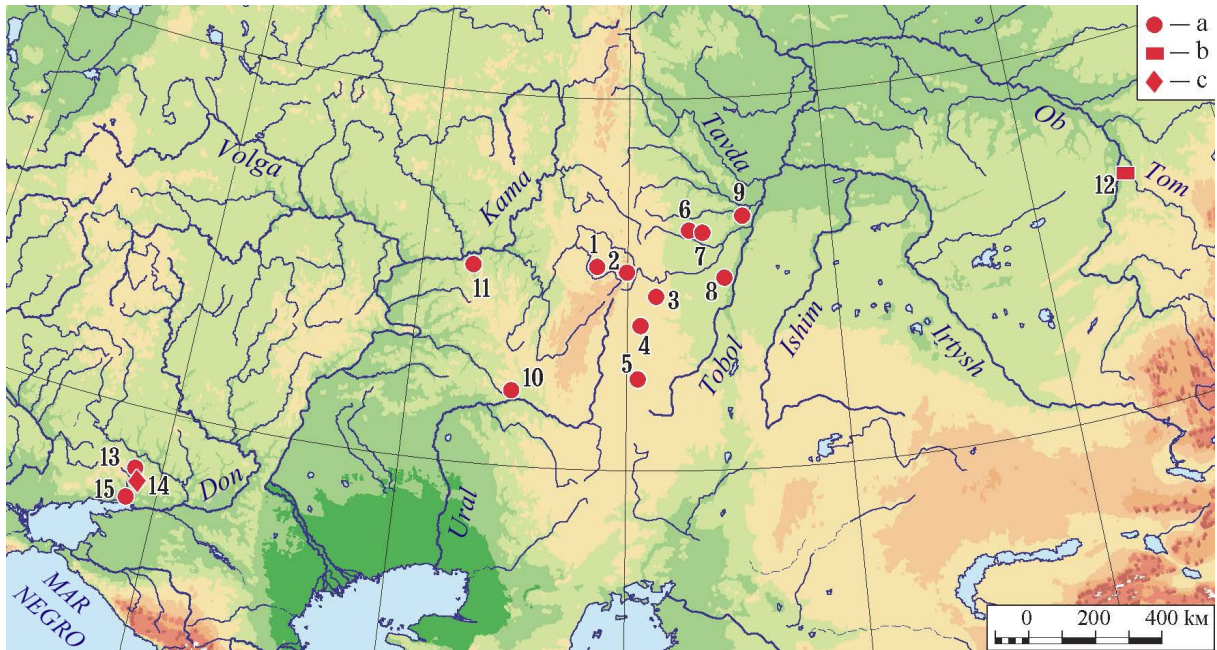 — a
— b
— c
Volga
Kama
Tavda
Ob
Tom
12
9
6
7
1
2
11
3
8
4
5
10
Tobol
Ishim
Irtysh
13
14
15
Don
Ural
MAR
NEGRO
0 200 400 км